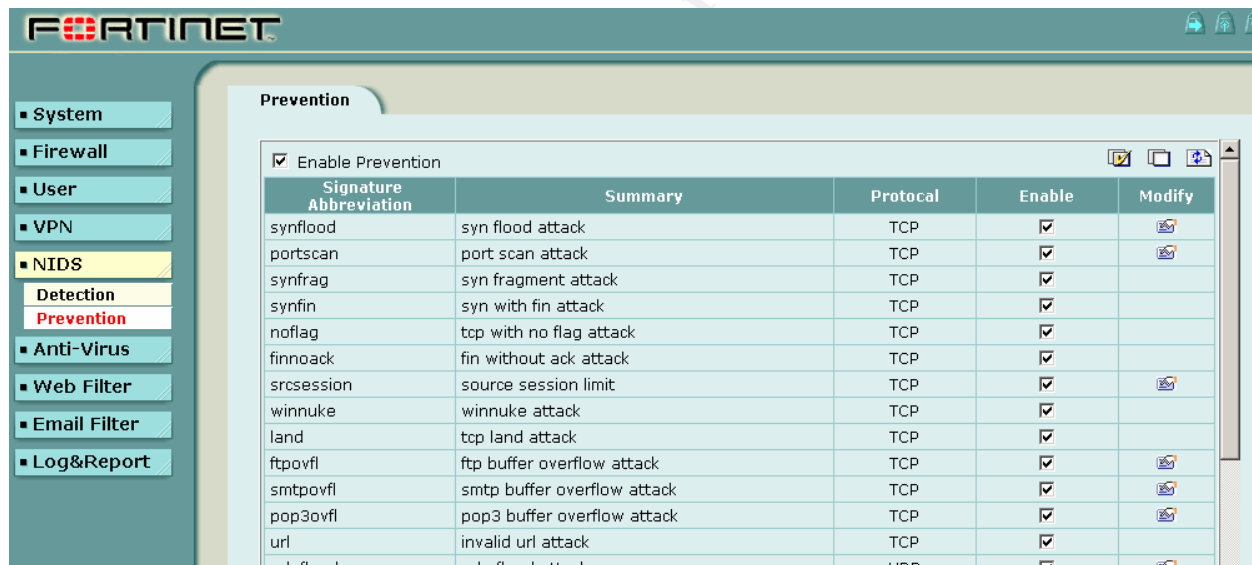 FORTINET
System
Firewall
User
VPN
NIDS
Detection
Prevention
Anti-Virus
Web Filter
Email Filter
Log&Report
Prevention
Enable Prevention
Signature Abbreviation Summary Protocal Enable Modify
synflood syn flood attack TCP
portscan port scan attack TCP
synfrag syn fragment attack TCP
synfin syn with fin attack TCP
noflag tcp with no flag attack TCP
finnoack fin without ack attack TCP
srcsession source session limit TCP
winnuke winnuke attack TCP
land tcp land attack TCP
ftpovfl ftp buffer overflow attack TCP
smtpovfl smtp buffer overflow attack TCP
pop3ovfl pop3 buffer overflow attack TCP
url invalid url attack TCP